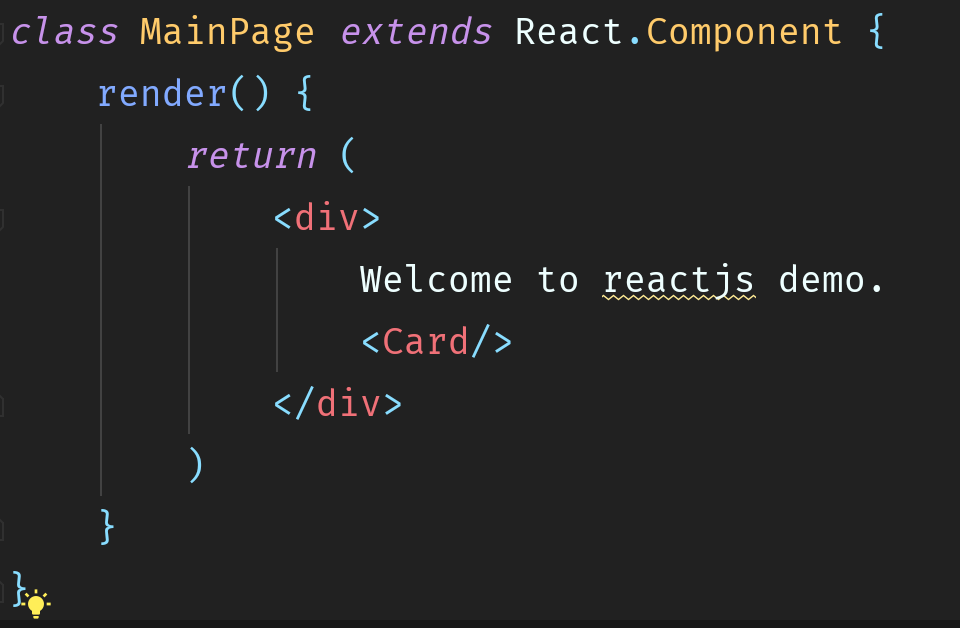 class MainPage extends React.Component {
    render() {
        return (
            <div>
                Welcome to reactjs demo.
                <Card/>
            </div>
        )
    }
}